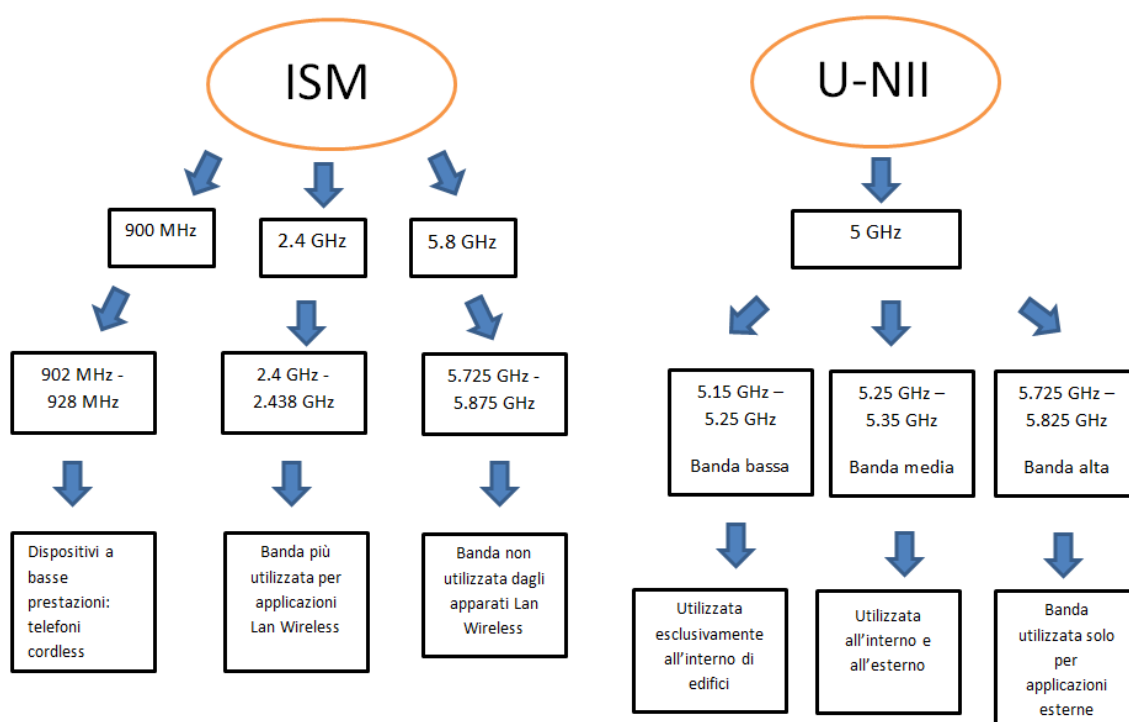 ISM
U-NII
900 MHz
2.4 GHz
5.8 GHz
5 GHz
902 MHz -
928 MHz
2.4 GHz -
2.438 GHz
5.725 GHz -
5.875 GHz
5.15 GHz –
5.25 GHz
Banda bassa
5.25 GHz –
5.35 GHz
Banda media
5.725 GHz –
5.825 GHz
Banda alta
Dispositivi a
basse
prestazioni:
telefoni
cordless
Banda più
utilizzata per
applicazioni
Lan Wireless
Banda non
utilizzata dagli
apparati Lan
Wireless
Utilizzata
esclusivamente
all'interno di
edifici
Utilizzata
all'interno e
all'esterno
Banda
utilizzata solo
per
applicazioni
esterne